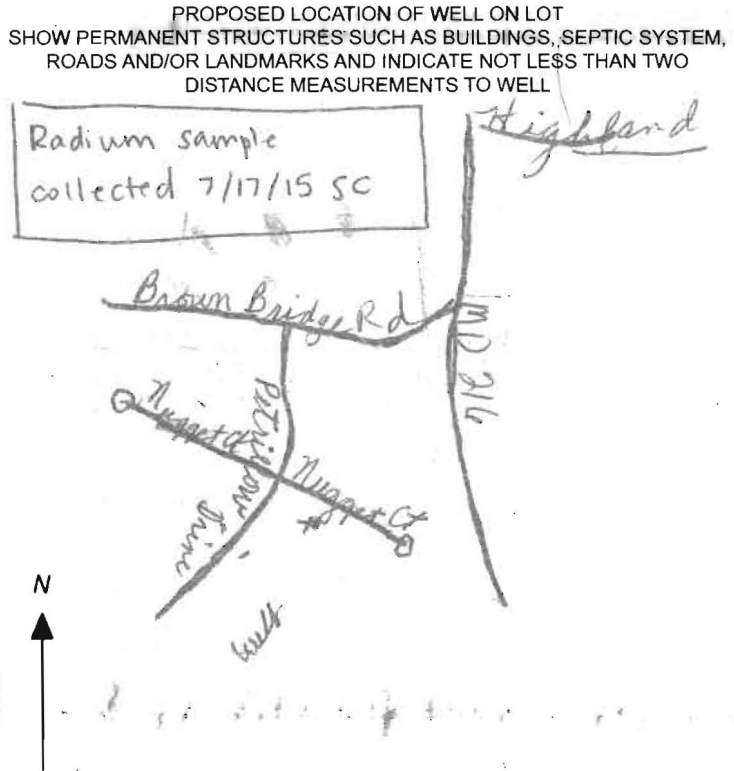 PROPOSED LOCATION OF WELL ON LOT
SHOW PERMANENT STRUCTURES SUCH AS BUILDINGS, SEPTIC SYSTEM,
ROADS AND/OR LANDMARKS AND INDICATE NOT LESS THAN TWO
DISTANCE MEASUREMENTS TO WELL
Highland
Radium sample
collected 7/17/15 SC
Brown Bridge Rd
MD 216
Nugget Ct
Drive
Nugget Ct
N
Well